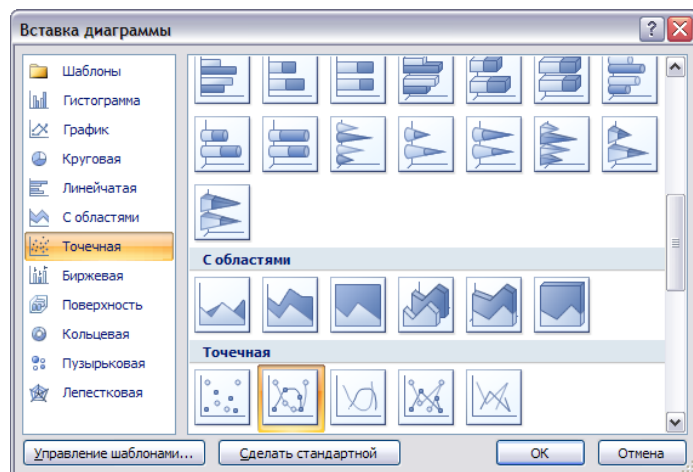 Вставка диаграммы
Шаблоны
Гистограмма
График
Круговая
Линейчатая
С областями
Точечная
Биржевая
Поверхность
Кольцевая
Пузырьковая
Лепестковая
С областями
Точечная
Управление шаблонами...
Сделать стандартной
ОК
Отмена